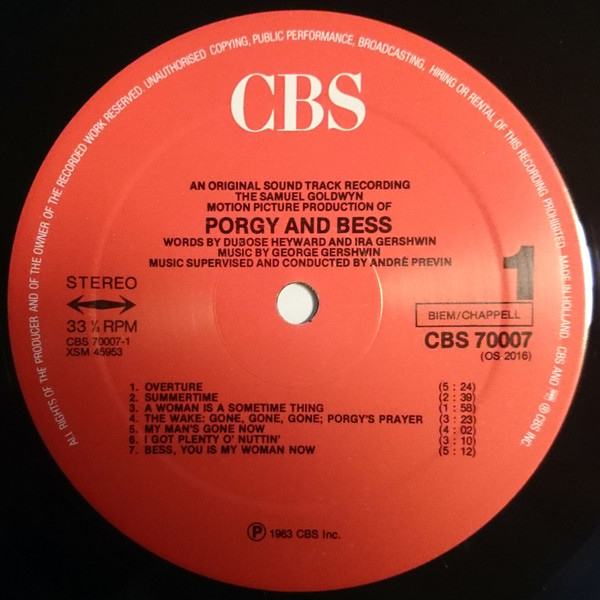 ALL RIGHTS OF THE PRODUCER AND OF THE OWNER OF THE RECORDED WORK RESERVED. UNAUTHORISED COPYING, PUBLIC PERFORMANCE, BROADCASTING, HIRING OR RENTAL OF THIS RECORDING PROHIBITED. MADE IN HOLLAND. CBS AND ℗ CBS INC.
CBS
AN ORIGINAL SOUND TRACK RECORDING
THE SAMUEL GOLDWYN
MOTION PICTURE PRODUCTION OF
PORGY AND BESS
WORDS BY DUBOSE HEYWARD AND IRA GERSHWIN
MUSIC BY GEORGE GERSHWIN
MUSIC SUPERVISED AND CONDUCTED BY ANDRÉ PREVIN
STEREO
33 ⅓ RPM
CBS 70007-1
XSM 45953
1
BIEM/CHAPPELL
CBS 70007
(OS 2016)
1. OVERTURE (5 : 24)
2. SUMMERTIME (2 : 39)
3. A WOMAN IS A SOMETIME THING (1 : 58)
4. THE WAKE: GONE, GONE, GONE; PORGY'S PRAYER (3 : 23)
5. MY MAN'S GONE NOW (4 : 02)
6. I GOT PLENTY O' NUTTIN' (3 : 10)
7. BESS, YOU IS MY WOMAN NOW (5 : 12)
℗ 1963 CBS Inc.